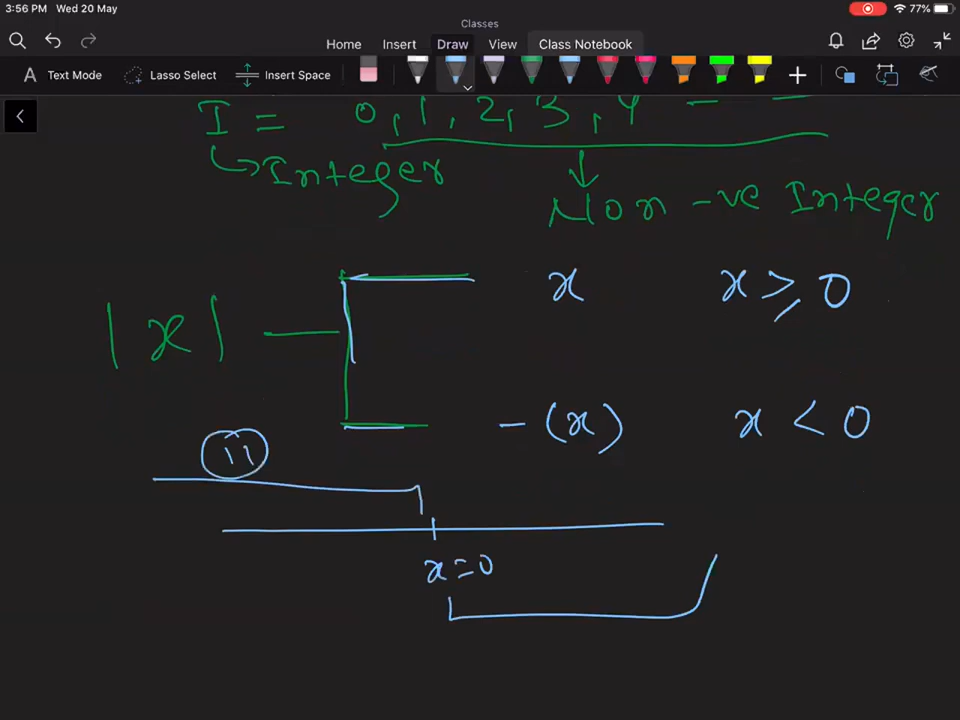 3:56 PM Wed 20 May
77%
Classes
Home Insert Draw View Class Notebook
A Text Mode Lasso Select Insert Space
I = 0, 1, 2, 3, 4 - -
Integer
Non -ve Integer
|x| x x ≥ 0
-(x) x < 0
ii
x=0